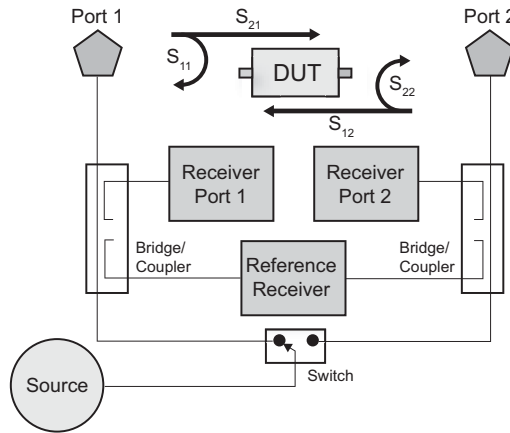 Port 1
S21
Port 2
S11
DUT
S22
S12
Receiver
Port 1
Receiver
Port 2
Bridge/
Coupler
Reference
Receiver
Bridge/
Coupler
Switch
Source